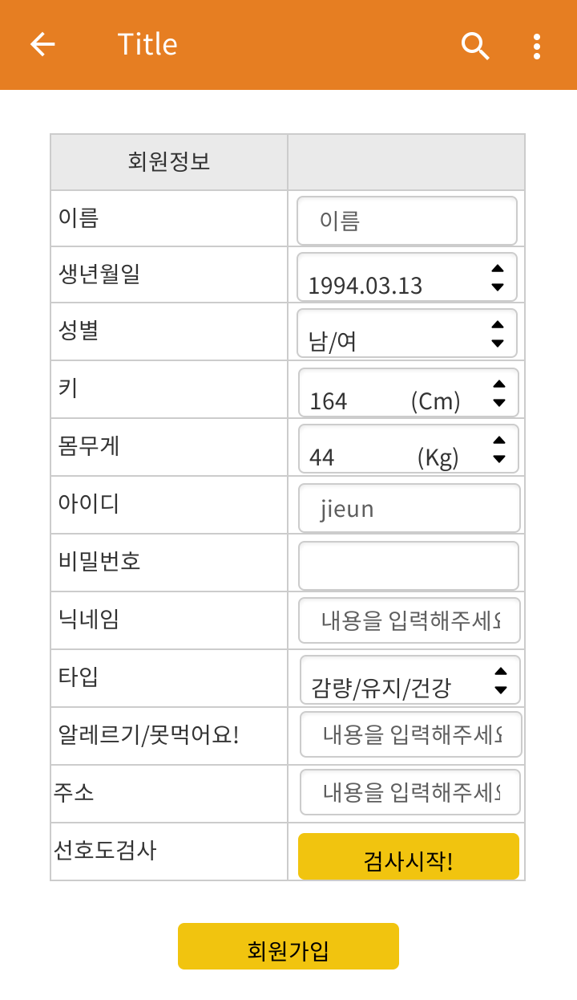 Title
회원정보
이름 이름
생년월일 1994.03.13
성별 남/여
키 164 (Cm)
몸무게 44 (Kg)
아이디 jieun
비밀번호
닉네임 내용을 입력해주세요
타입 감량/유지/건강
알레르기/못먹어요! 내용을 입력해주세요
주소 내용을 입력해주세요
선호도검사 검사시작!
회원가입